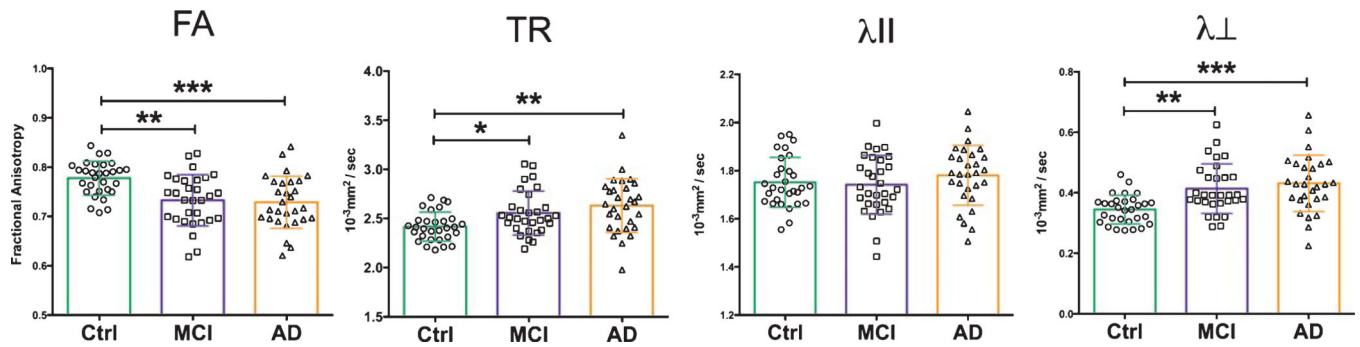 FA
Fractional Anisotropy
1.0
0.9
0.8
0.7
0.6
0.5
***
**
Ctrl MCI AD
TR
10⁻³mm² / sec
4.0
3.5
3.0
2.5
2.0
1.5
**
*
Ctrl MCI AD
λII
10⁻³mm² / sec
2.2
2.0
1.8
1.6
1.4
1.2
Ctrl MCI AD
λ⊥
10⁻³mm² / sec
0.8
0.6
0.4
0.2
0.0
***
**
Ctrl MCI AD